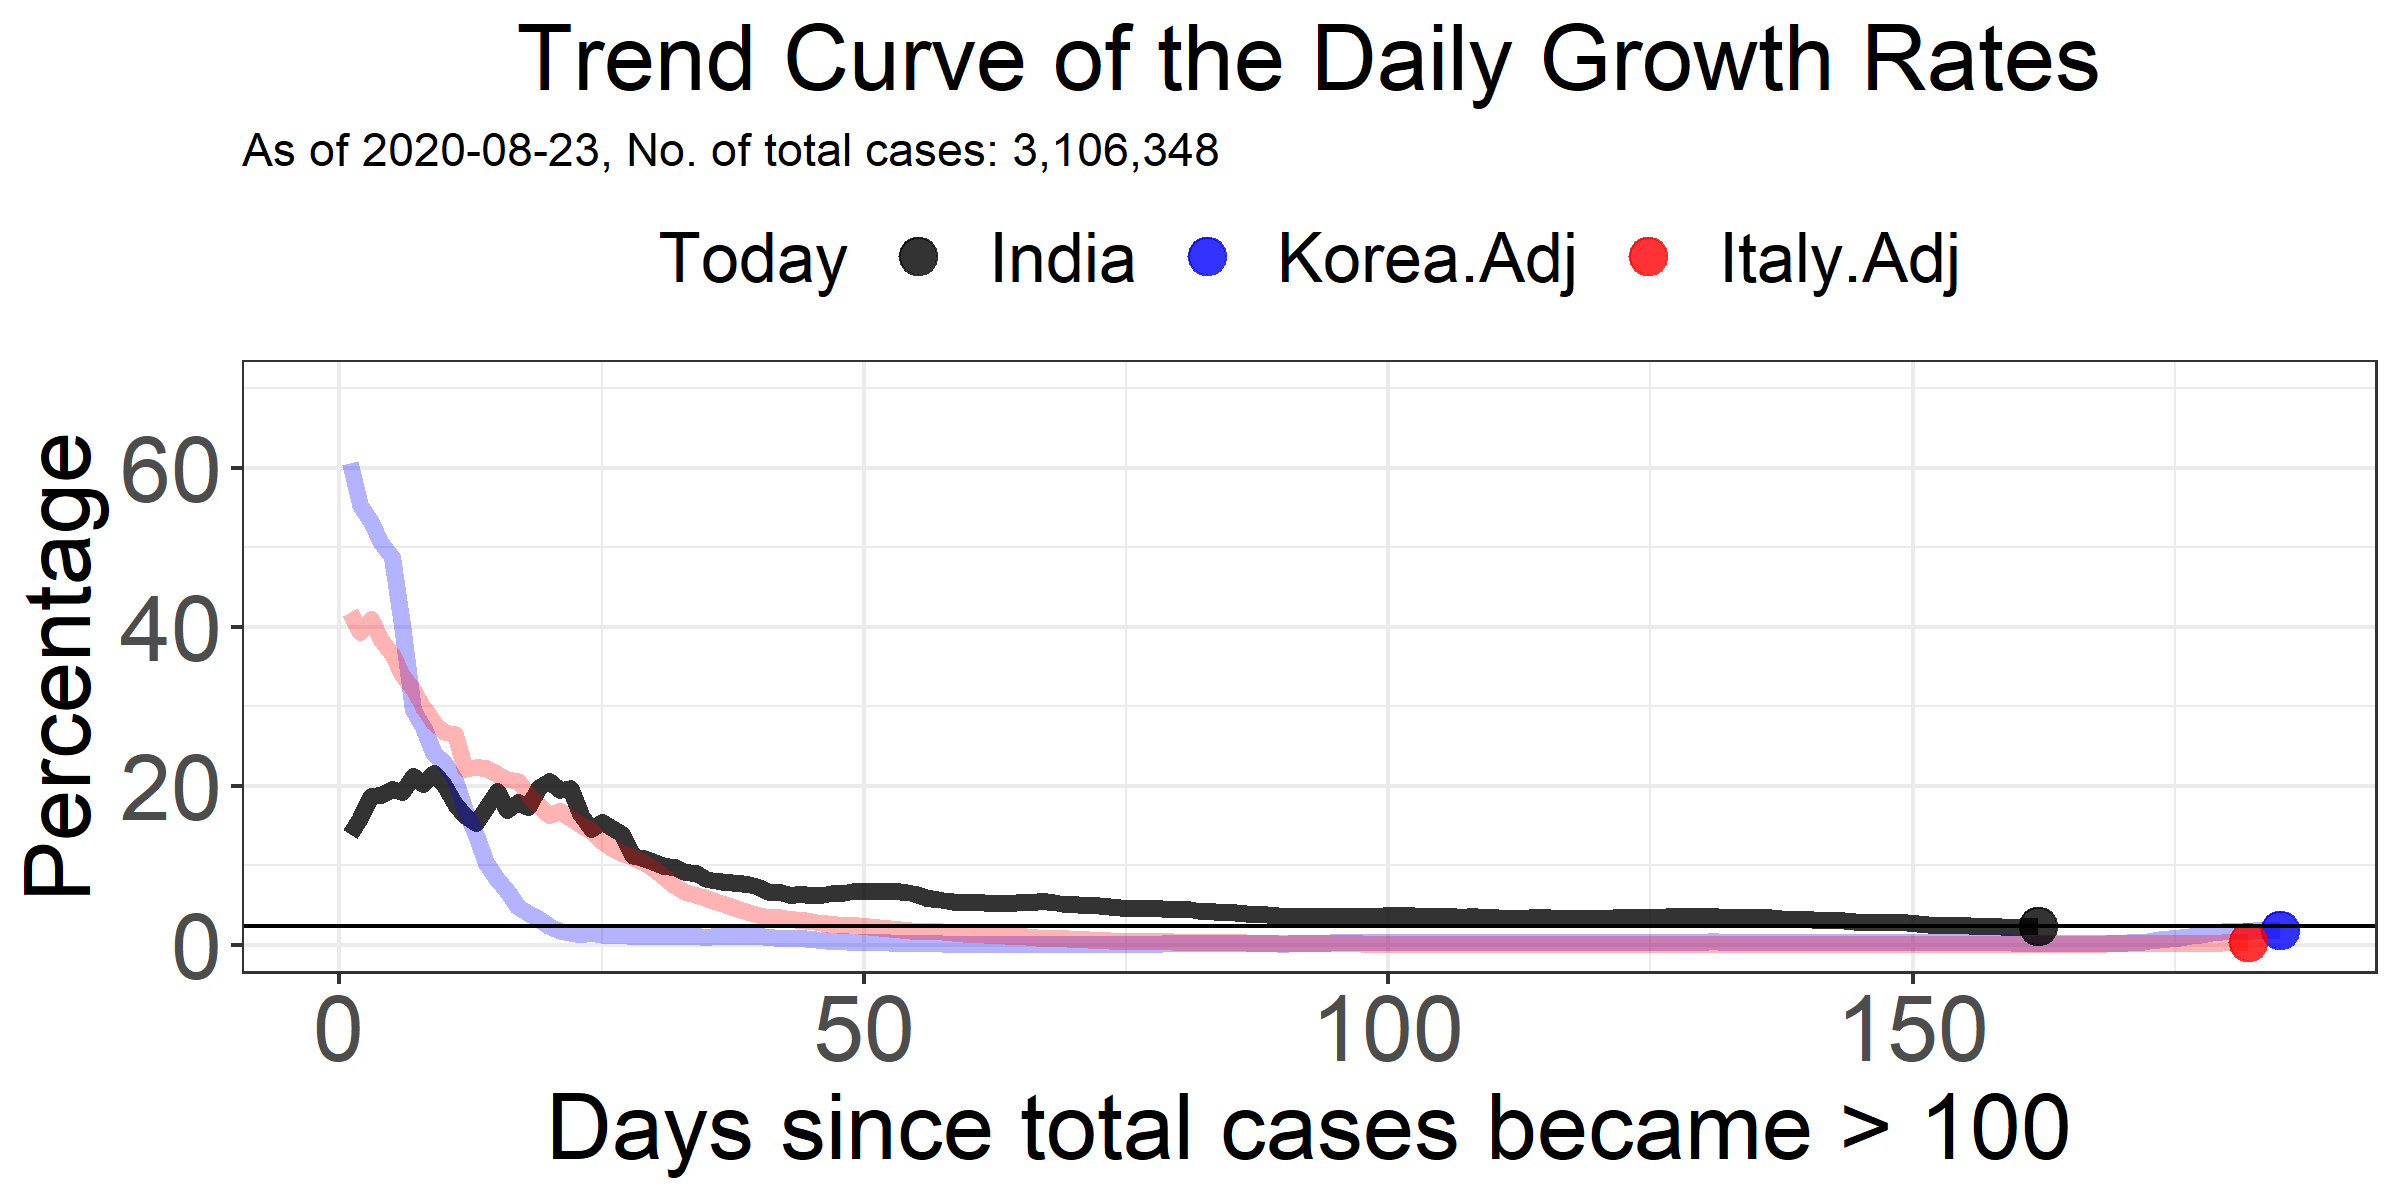 Trend Curve of the Daily Growth Rates
As of 2020-08-23, No. of total cases: 3,106,348
Today India Korea.Adj Italy.Adj
Percentage
60
40
20
0
0 50 100 150
Days since total cases became > 100